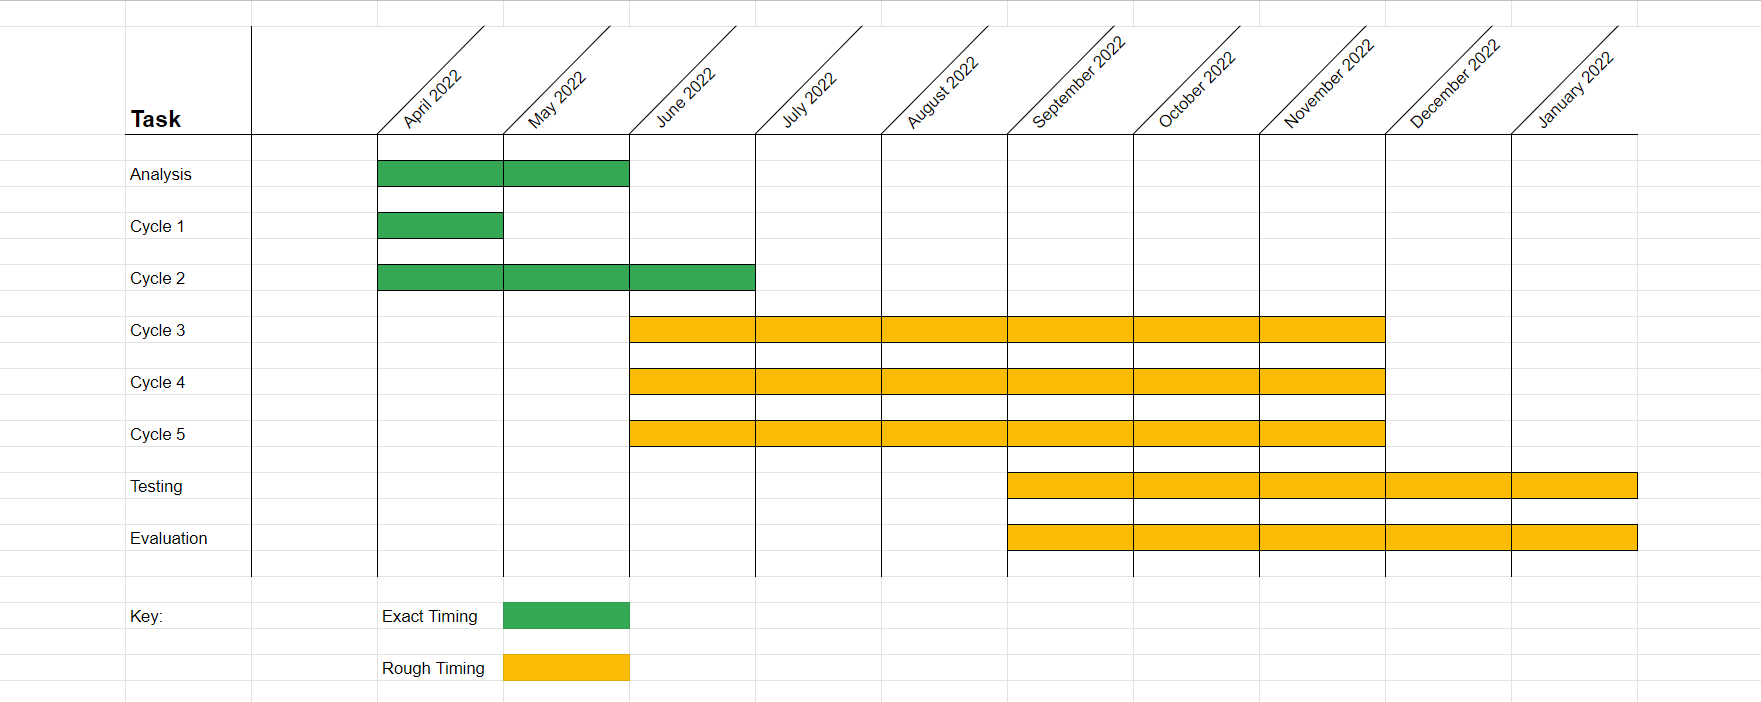 Task
April 2022
May 2022
June 2022
July 2022
August 2022
September 2022
October 2022
November 2022
December 2022
January 2022
Analysis
Cycle 1
Cycle 2
Cycle 3
Cycle 4
Cycle 5
Testing
Evaluation
Key:
Exact Timing
Rough Timing